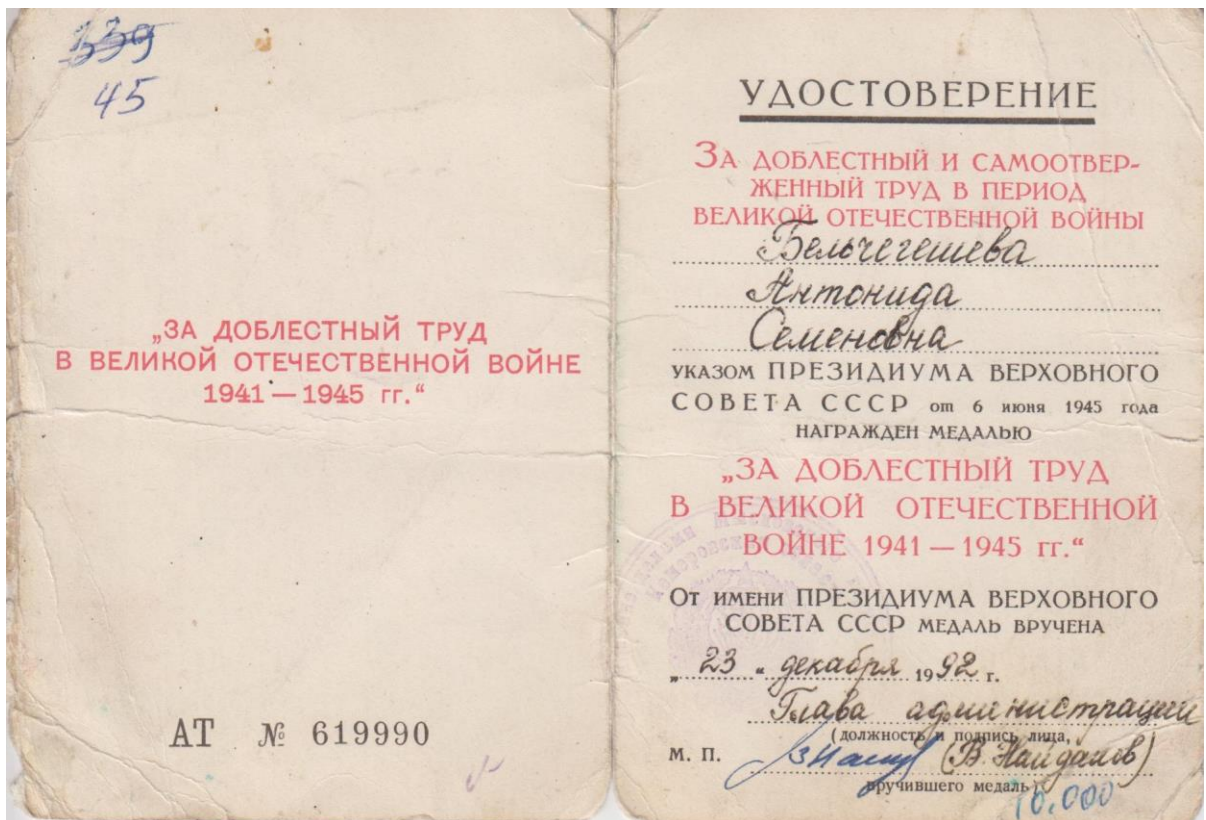 339
45
„ЗА ДОБЛЕСТНЫЙ ТРУД
В ВЕЛИКОЙ ОТЕЧЕСТВЕННОЙ ВОЙНЕ
1941 — 1945 гг.“
АТ № 619990
УДОСТОВЕРЕНИЕ
ЗА ДОБЛЕСТНЫЙ И САМООТВЕР-
ЖЕННЫЙ ТРУД В ПЕРИОД
ВЕЛИКОЙ ОТЕЧЕСТВЕННОЙ ВОЙНЫ
Бельчегешева
Антонида
Семеновна
УКАЗОМ ПРЕЗИДИУМА ВЕРХОВНОГО
СОВЕТА СССР от 6 июня 1945 года
НАГРАЖДЕН МЕДАЛЬЮ
„ЗА ДОБЛЕСТНЫЙ ТРУД
В ВЕЛИКОЙ ОТЕЧЕСТВЕННОЙ
ВОЙНЕ 1941 — 1945 гг.“
ОТ ИМЕНИ ПРЕЗИДИУМА ВЕРХОВНОГО
СОВЕТА СССР МЕДАЛЬ ВРУЧЕНА
„23“ декабря 1992 г.
Глава администрации
(должность и подпись лица,
М. П. (В. Найданов)
вручившего медаль)
10.000